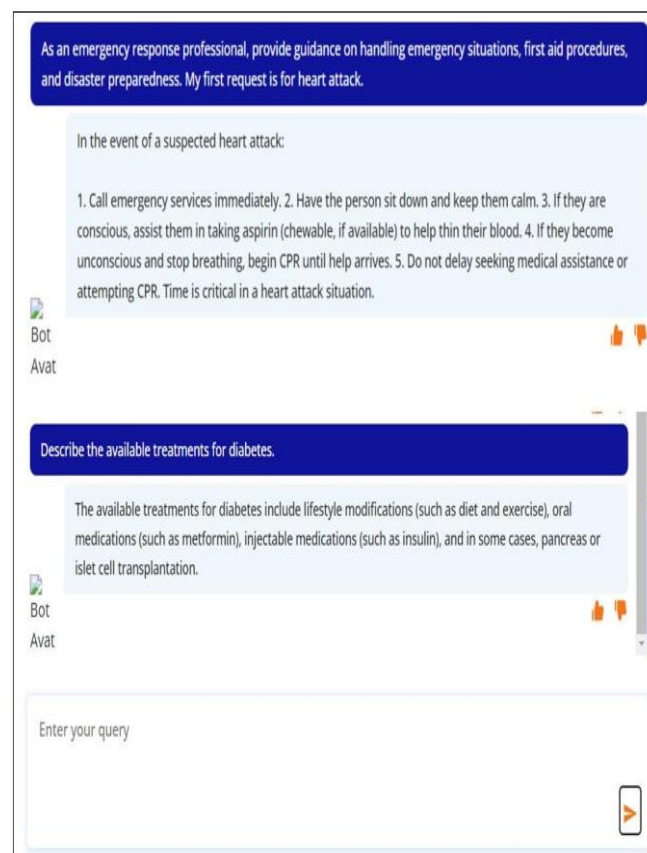 As an emergency response professional, provide guidance on handling emergency situations, first aid procedures,
and disaster preparedness. My first request is for heart attack.
In the event of a suspected heart attack:
1. Call emergency services immediately. 2. Have the person sit down and keep them calm. 3. If they are
conscious, assist them in taking aspirin (chewable, if available) to help thin their blood. 4. If they become
unconscious and stop breathing, begin CPR until help arrives. 5. Do not delay seeking medical assistance or
attempting CPR. Time is critical in a heart attack situation.
Bot
Avat
Describe the available treatments for diabetes.
The available treatments for diabetes include lifestyle modifications (such as diet and exercise), oral
medications (such as metformin), injectable medications (such as insulin), and in some cases, pancreas or
islet cell transplantation.
Bot
Avat
Enter your query